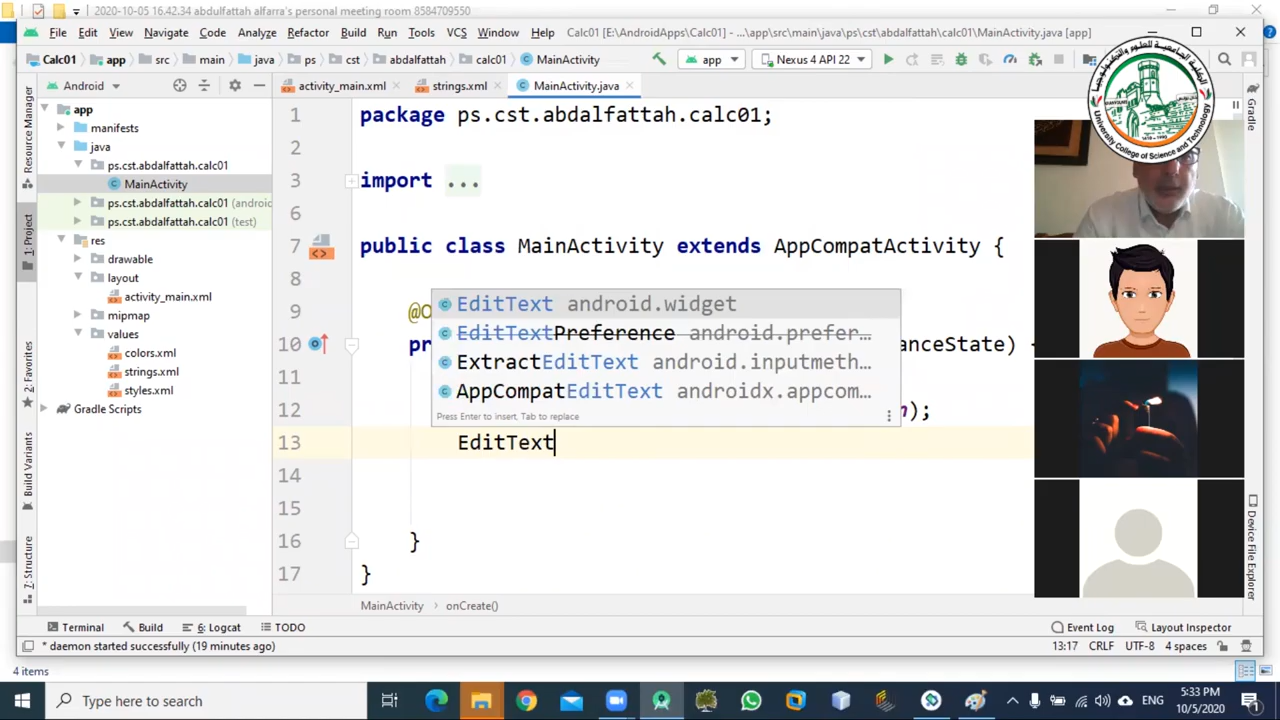 2020-10-05 16.42.34 abdulfattah alfarra's personal meeting room 8584709550
File Edit View Navigate Code Analyze Refactor Build Run Tools VCS Window Help Calc01 [E:\AndroidApps\Calc01] - ...\app\src\main\java\ps\cst\abdalfattah\calc01\MainActivity.java [app]
Calc01 app src main java ps cst abdalfattah calc01 MainActivity app Nexus 4 API 22
Android activity_main.xml strings.xml MainActivity.java
Resource Manager
1: Project
2: Favorites
Build Variants
7: Structure
app
manifests
java
ps.cst.abdalfattah.calc01
MainActivity
ps.cst.abdalfattah.calc01 (androi
ps.cst.abdalfattah.calc01 (test)
res
drawable
layout
activity_main.xml
mipmap
values
colors.xml
strings.xml
styles.xml
Gradle Scripts
1 package ps.cst.abdalfattah.calc01;
2
3 import ...
6
7 public class MainActivity extends AppCompatActivity {
8
9 @O
10 pr anceState) {
11
12 n);
13 EditText
14
15
16 }
17 }
EditText android.widget
EditTextPreference android.prefer...
ExtractEditText android.inputmeth...
AppCompatEditText androidx.appcom...
Press Enter to insert, Tab to replace
MainActivity › onCreate()
University College of Science and Technology
Gradle
Device File Explorer
Terminal Build 6: Logcat TODO Event Log Layout Inspector
* daemon started successfully (19 minutes ago) 13:17 CRLF UTF-8 4 spaces
4 items
Type here to search ENG 5:33 PM
10/5/2020 1